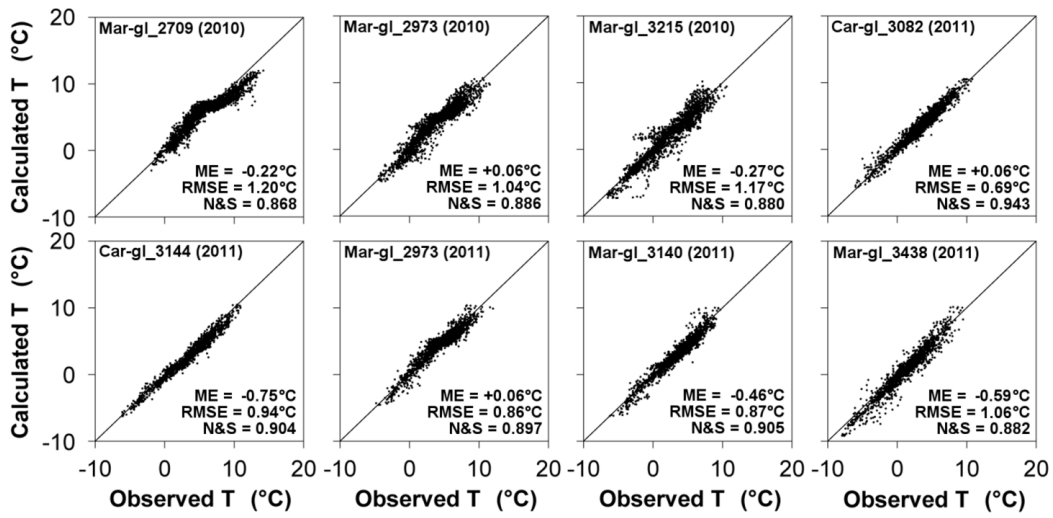 Mar-gl_2709 (2010)
ME = -0.22°C
RMSE = 1.20°C
N&S = 0.868
Mar-gl_2973 (2010)
ME = +0.06°C
RMSE = 1.04°C
N&S = 0.886
Mar-gl_3215 (2010)
ME = -0.27°C
RMSE = 1.17°C
N&S = 0.880
Car-gl_3082 (2011)
ME = +0.06°C
RMSE = 0.69°C
N&S = 0.943
Calculated T (°C)
20
10
0
-10
Car-gl_3144 (2011)
ME = -0.75°C
RMSE = 0.94°C
N&S = 0.904
Mar-gl_2973 (2011)
ME = +0.06°C
RMSE = 0.86°C
N&S = 0.897
Mar-gl_3140 (2011)
ME = -0.46°C
RMSE = 0.87°C
N&S = 0.905
Mar-gl_3438 (2011)
ME = -0.59°C
RMSE = 1.06°C
N&S = 0.882
Calculated T (°C)
20
10
0
-10
-10 0 10 20 -10 0 10 20 -10 0 10 20 -10 0 10 20
Observed T (°C) Observed T (°C) Observed T (°C) Observed T (°C)